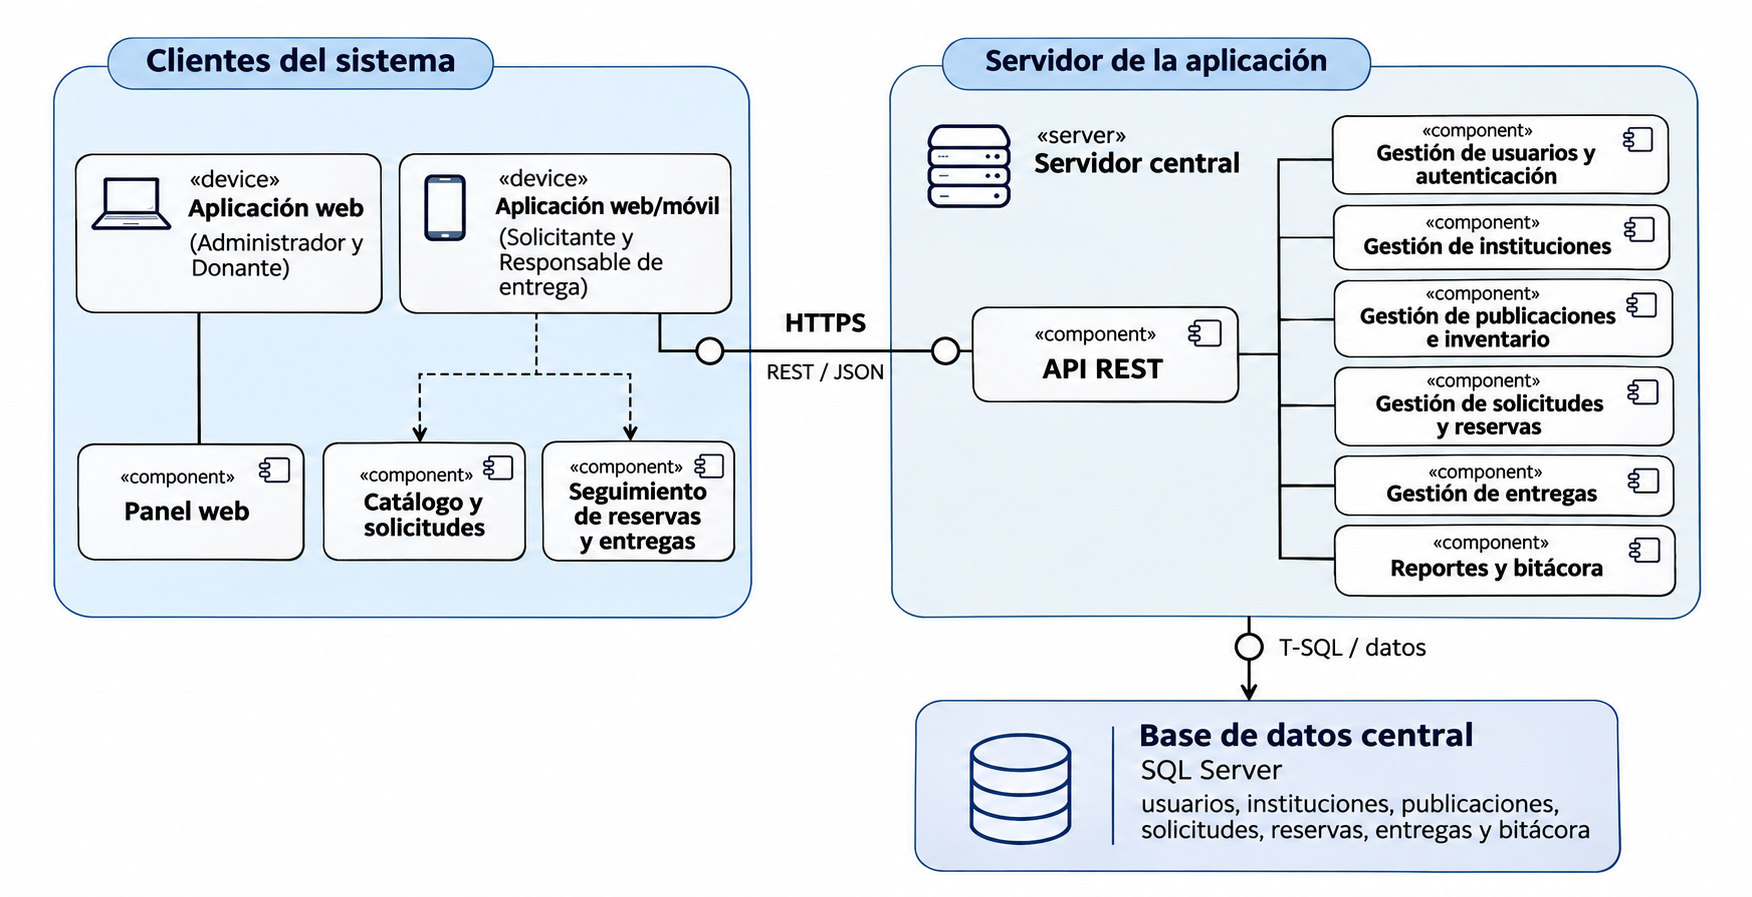 Clientes del sistema
«device»
Aplicación web
(Administrador y
Donante)
«device»
Aplicación web/móvil
(Solicitante y
Responsable de
entrega)
«component»
Panel web
«component»
Catálogo y
solicitudes
«component»
Seguimiento
de reservas
y entregas
HTTPS
REST / JSON
Servidor de la aplicación
«server»
Servidor central
«component»
API REST
«component»
Gestión de usuarios y
autenticación
«component»
Gestión de instituciones
«component»
Gestión de publicaciones
e inventario
«component»
Gestión de solicitudes
y reservas
«component»
Gestión de entregas
«component»
Reportes y bitácora
T-SQL / datos
Base de datos central
SQL Server
usuarios, instituciones, publicaciones,
solicitudes, reservas, entregas y bitácora